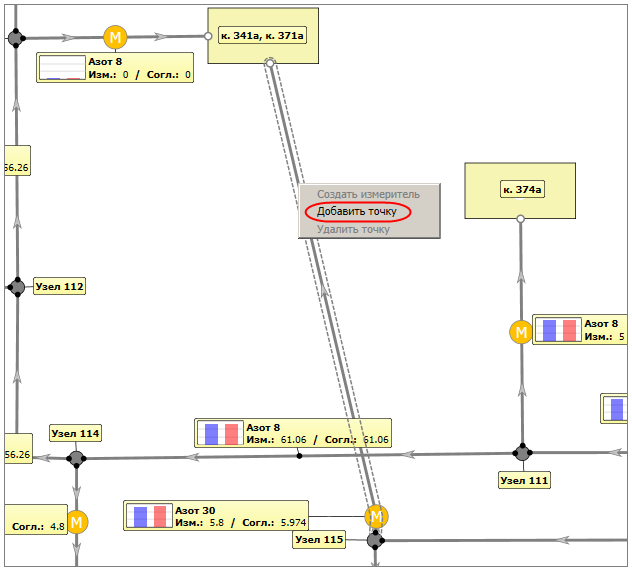 М
к. 341а, к. 371а
Азот 8
Изм.: 0 / Согл.: 0
56.26
к. 374а
Создать измеритель
Добавить точку
Удалить точку
Узел 112
М
Азот 8
Изм.: 5
Азот 8
Изм.: 61.06 / Согл.: 61.06
Узел 114
56.26
Узел 111
Азот 30
Изм.: 5.8 / Согл.: 5.974
М
Согл.: 4.8
М
Узел 115